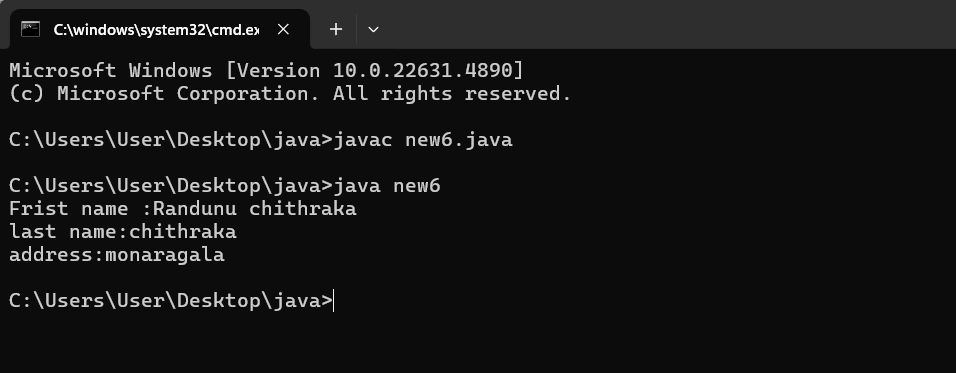 C:\windows\system32\cmd.ex
Microsoft Windows [Version 10.0.22631.4890]
(c) Microsoft Corporation. All rights reserved.
C:\Users\User\Desktop\java>javac new6.java
C:\Users\User\Desktop\java>java new6
Frist name :Randunu chithraka
last name:chithraka
address:monaragala
C:\Users\User\Desktop\java>